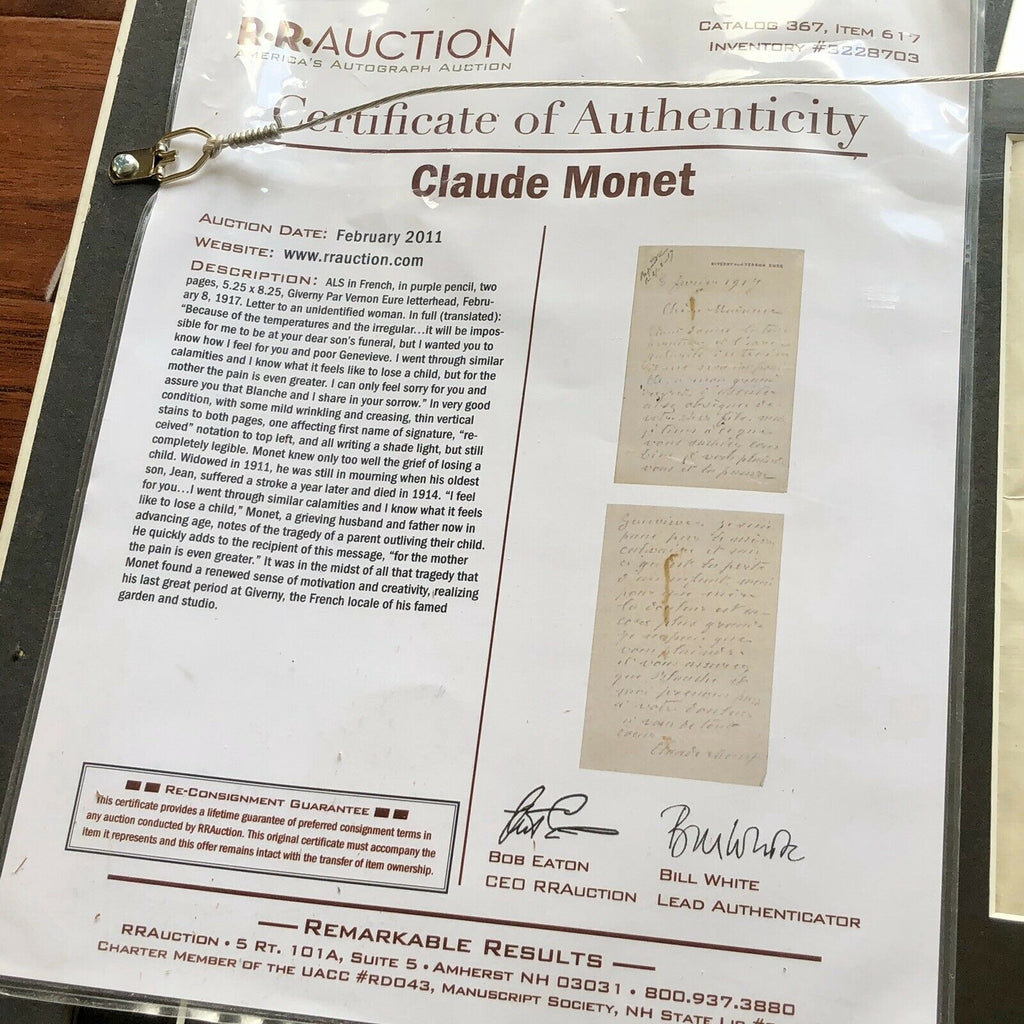 R·R·AUCTION
AMERICA'S AUTOGRAPH AUCTION
CATALOG 367, ITEM 617
INVENTORY #3228703
Certificate of Authenticity
Claude Monet
AUCTION DATE: February 2011
WEBSITE: www.rrauction.com
DESCRIPTION: ALS in French, in purple pencil, two
pages, 5.25 x 8.25, Giverny Par Vernon Eure letterhead, Febru-
ary 8, 1917. Letter to an unidentified woman. In full (translated):
“Because of the temperatures and the irregular...it will be impos-
sible for me to be at your dear son's funeral, but I wanted you to
know how I feel for you and poor Genevieve. I went through similar
calamities and I know what it feels like to lose a child, but for the
mother the pain is even greater. I can only feel sorry for you and
assure you that Blanche and I share in your sorrow.” In very good
condition, with some mild wrinkling and creasing, thin vertical
stains to both pages, one affecting first name of signature, “re-
ceived” notation to top left, and all writing a shade light, but still
completely legible. Monet knew only too well the grief of losing a
child. Widowed in 1911, he was still in mourning when his oldest
son, Jean, suffered a stroke a year later and died in 1914. “I feel
for you...I went through similar calamities and I know what it feels
like to lose a child,” Monet, a grieving husband and father now in
advancing age, notes of the tragedy of a parent outliving their child.
He quickly adds to the recipient of this message, “for the mother
the pain is even greater.” It was in the midst of all that tragedy that
Monet found a renewed sense of motivation and creativity, realizing
his last great period at Giverny, the French locale of his famed
garden and studio.
GIVERNY PAR VERNON EURE
8 février 1917
Chère Madame
Claude Monet
RE-CONSIGNMENT GUARANTEE
This certificate provides a lifetime guarantee of preferred consignment terms in
any auction conducted by RRAuction. This original certificate must accompany the
item it represents and this offer remains intact with the transfer of item ownership.
Bill White
BOB EATON
CEO RRAUCTION
BILL WHITE
LEAD AUTHENTICATOR
REMARKABLE RESULTS
RRAUCTION • 5 RT. 101A, SUITE 5 • AMHERST NH 03031 • 800.937.3880
CHARTER MEMBER OF THE UACC #RD043, MANUSCRIPT SOCIETY, NH STATE LIC